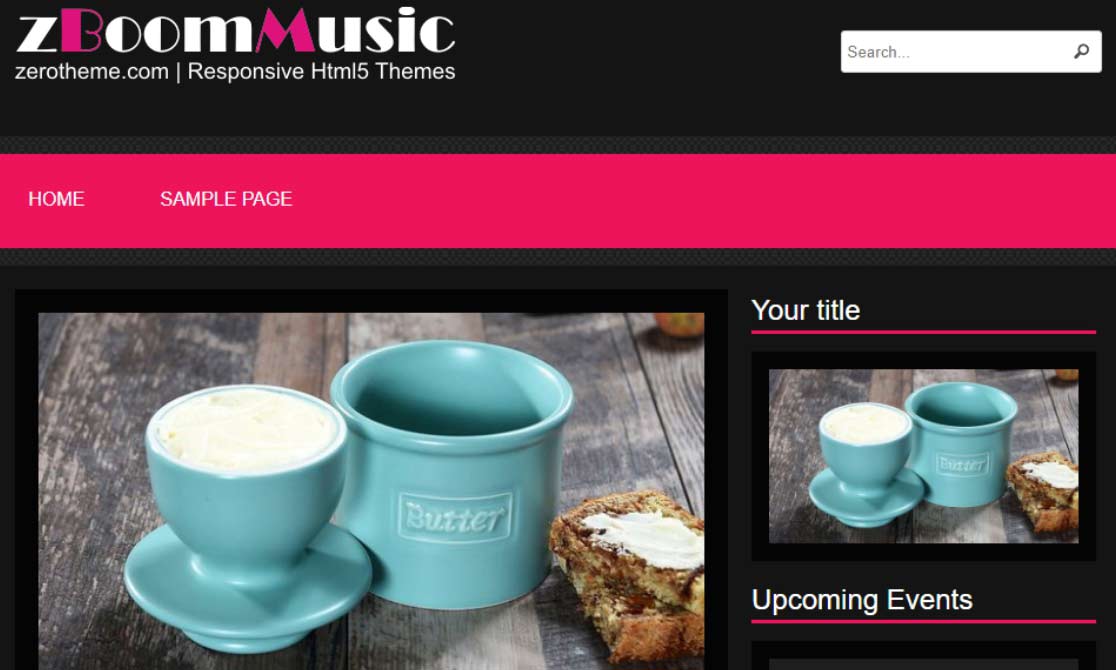 zBoomMusic
zerotheme.com | Responsive Html5 Themes
Search...
HOME
SAMPLE PAGE
Butter
Your title
Butter
Upcoming Events